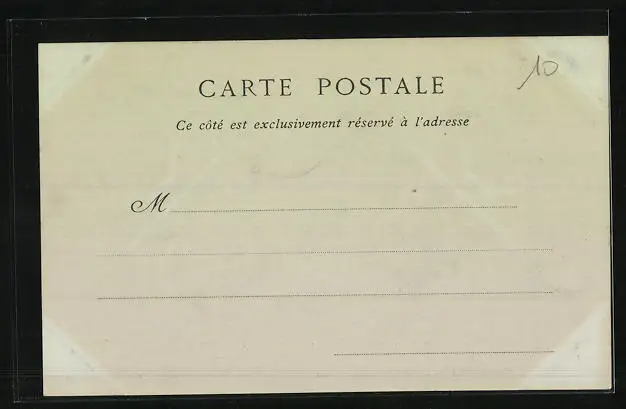 CARTE POSTALE
10
Ce côté est exclusivement réservé à l'adresse
M